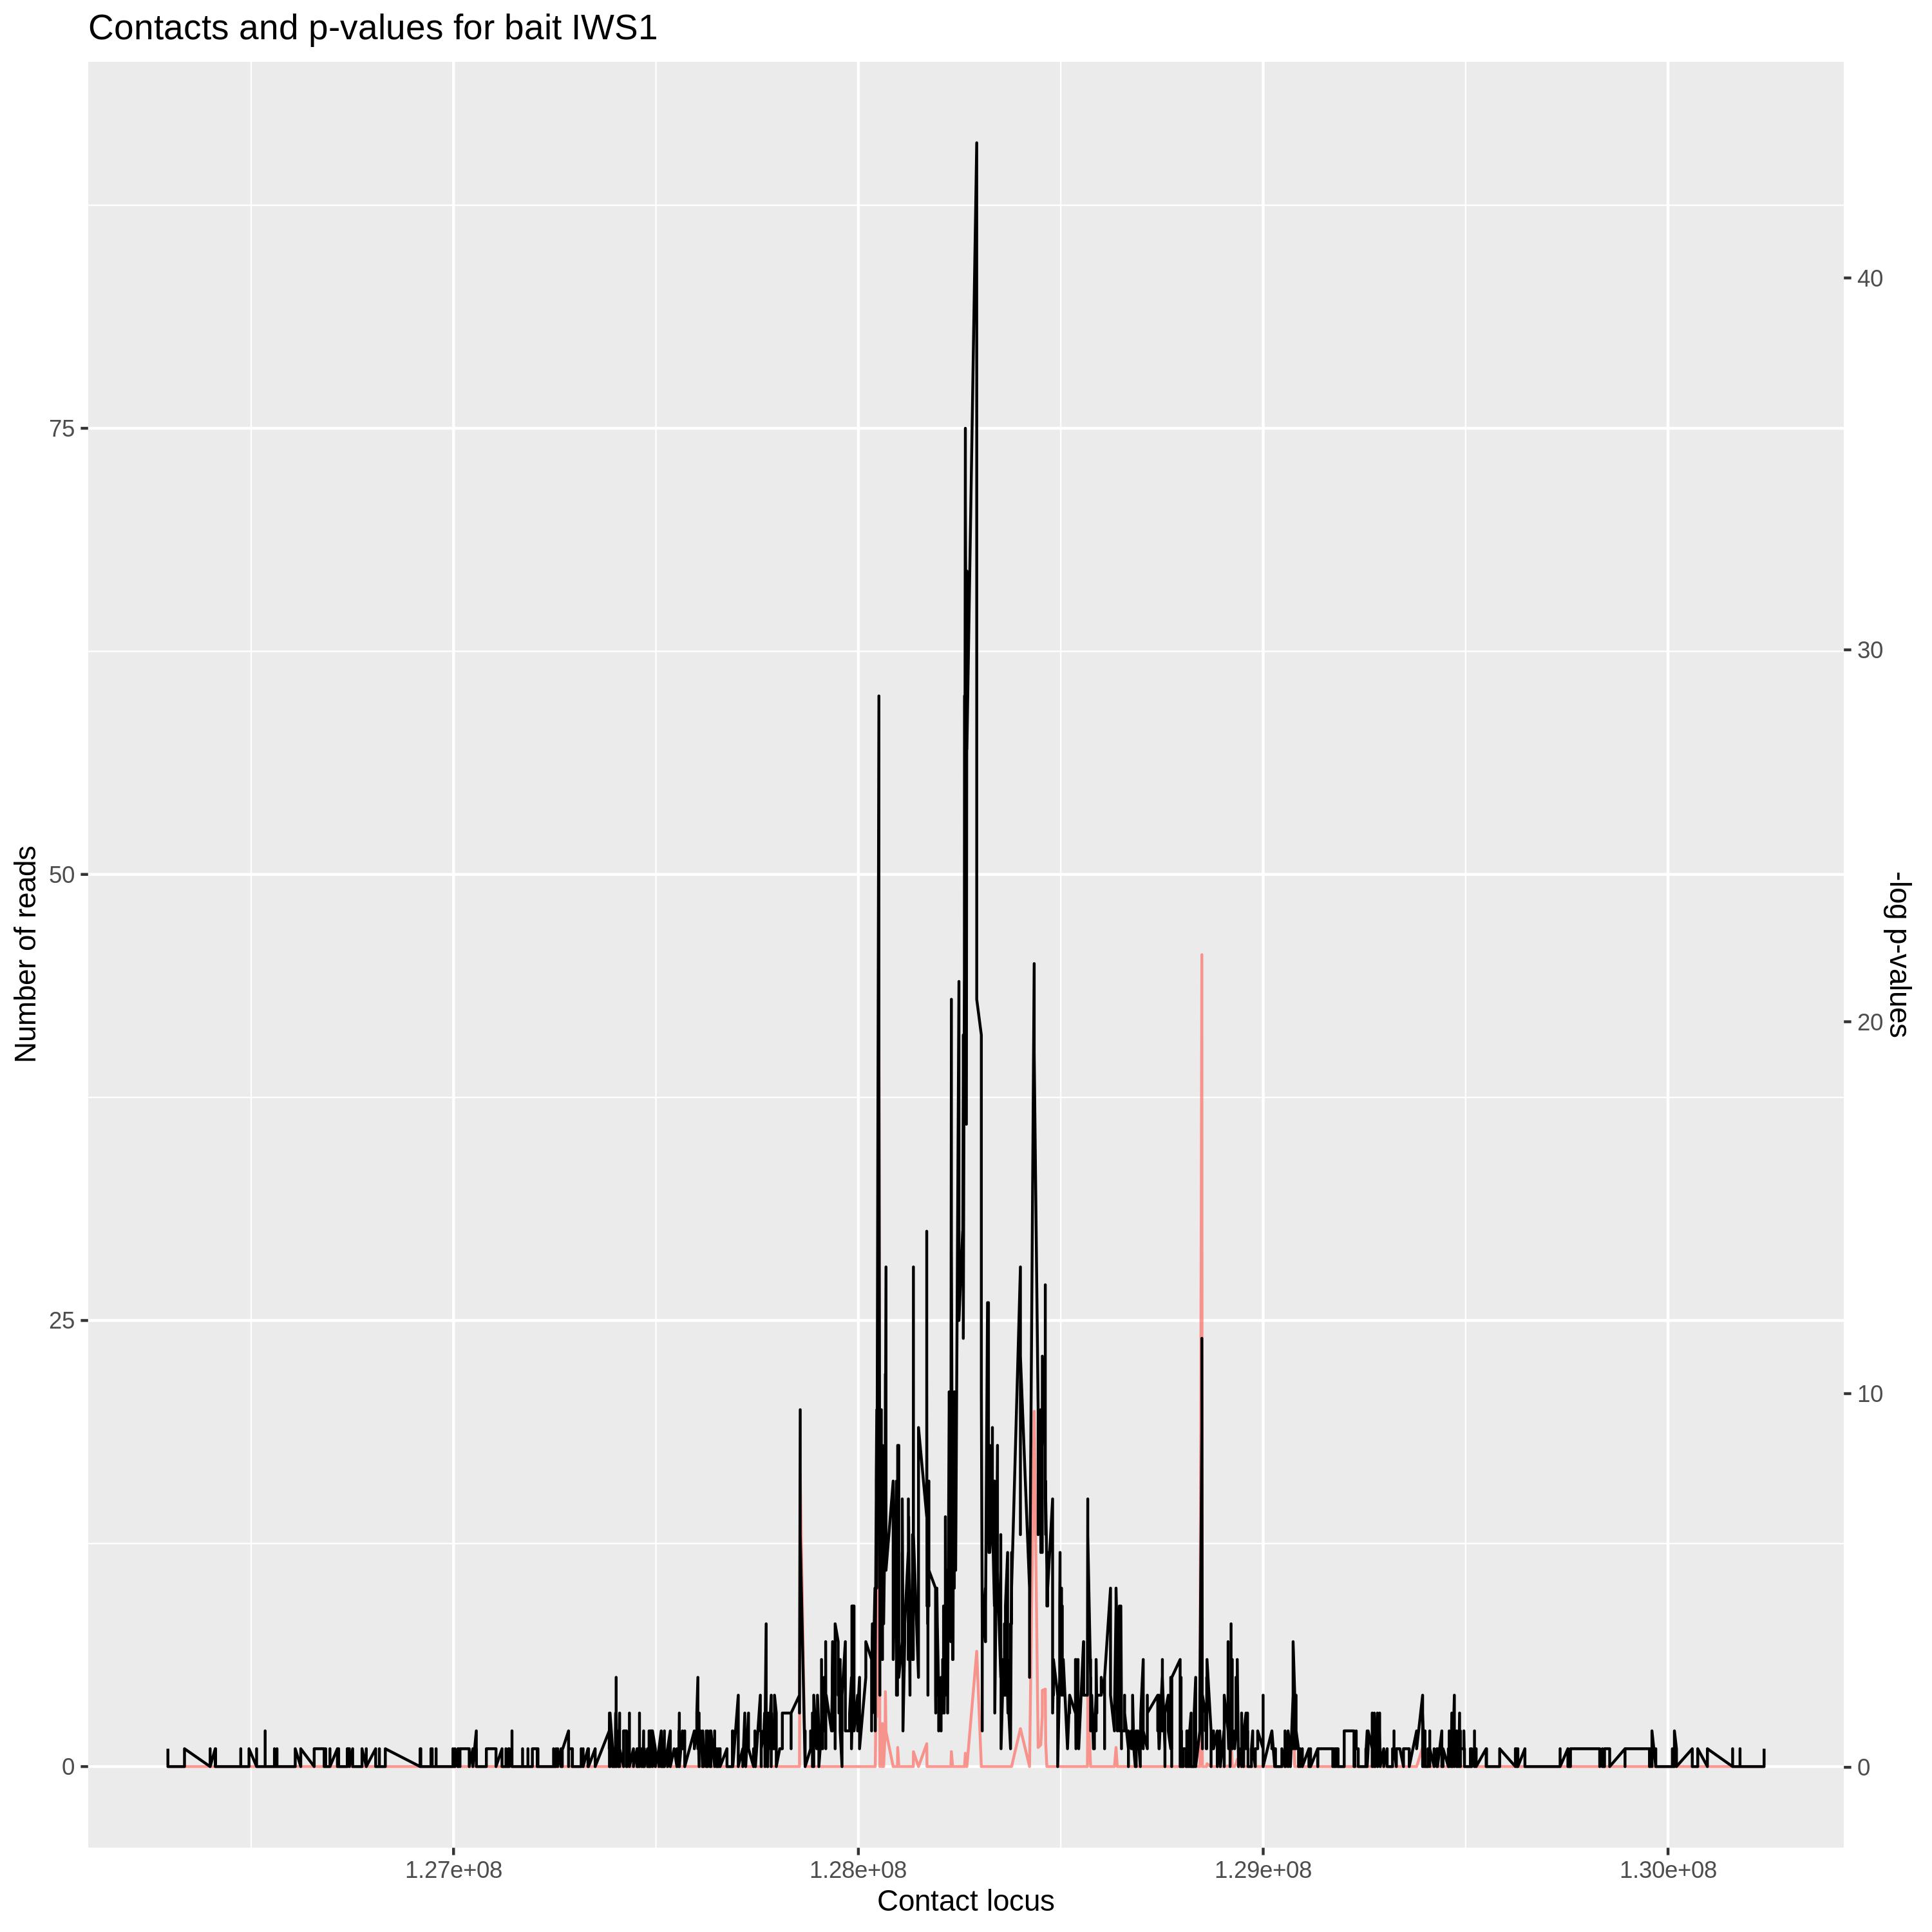 Contacts and p-values for bait IWS1
75
50
25
0
40
30
20
10
0
Number of reads
-log p-values
1.27e+08
1.28e+08
1.29e+08
1.30e+08
Contact locus